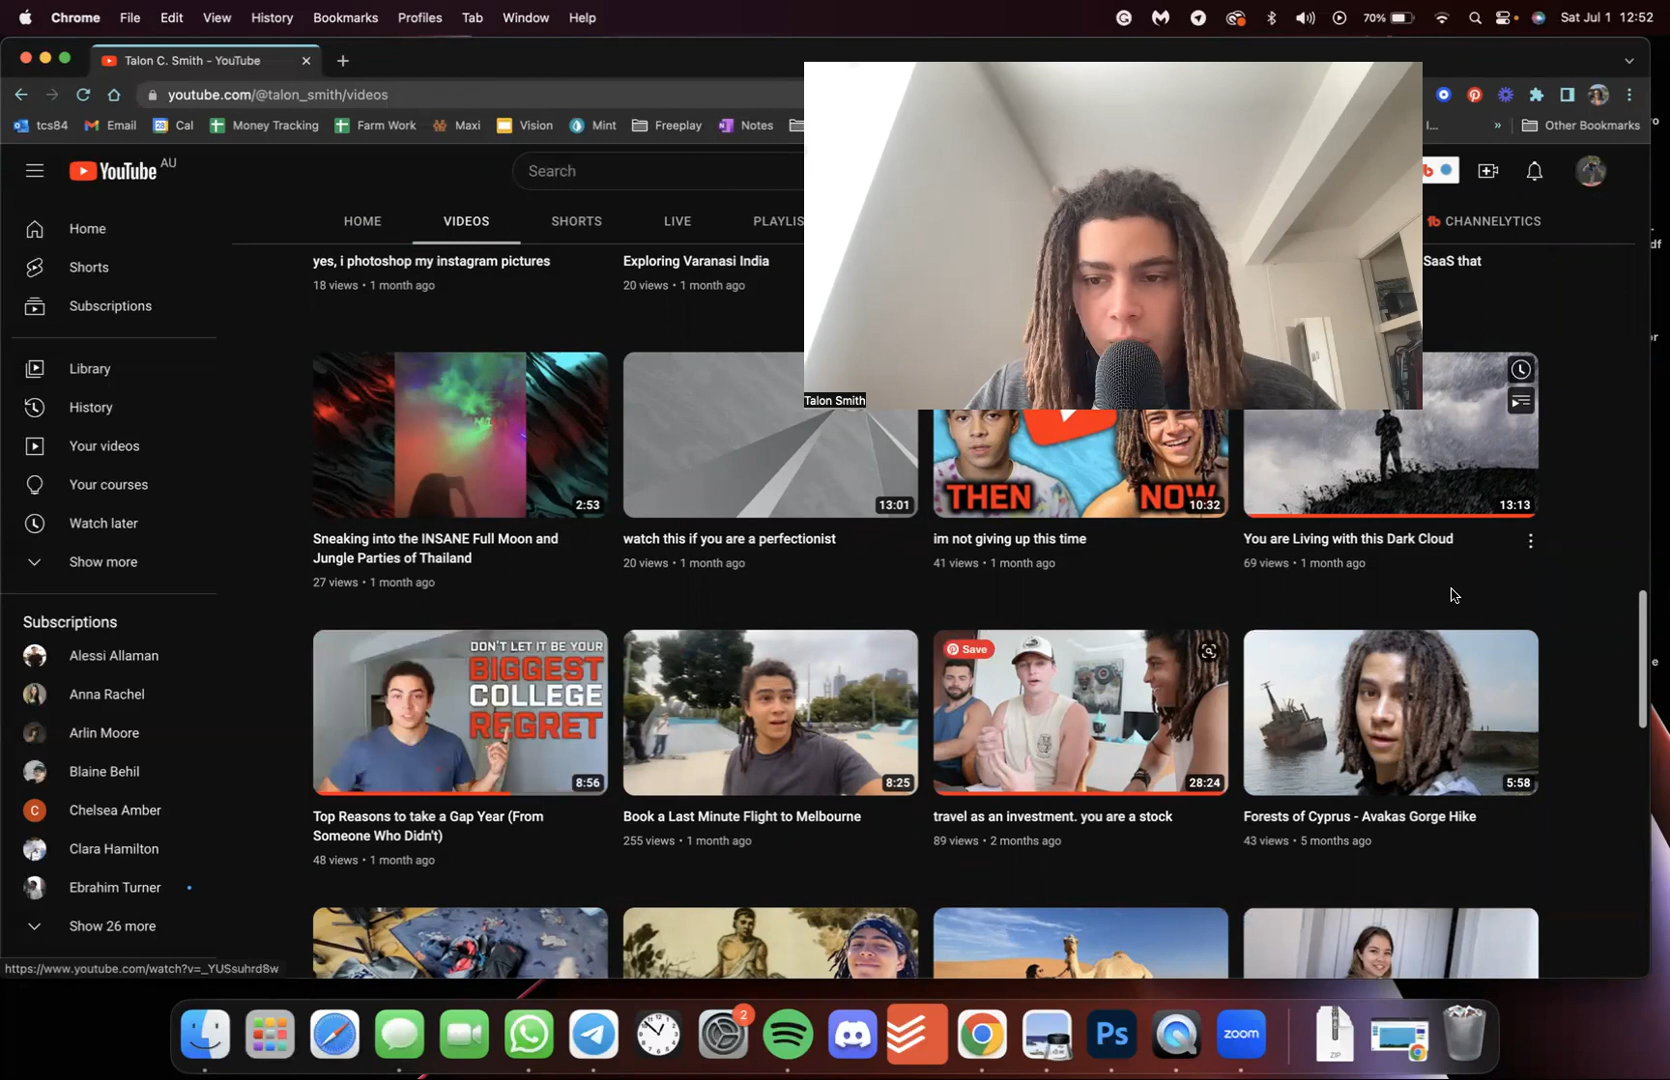 Chrome File Edit View History Bookmarks Profiles Tab Window Help
70% Sat Jul 1 12:52
Talon C. Smith - YouTube
youtube.com/@talon_smith/videos
tcs84 Email Cal Money Tracking Farm Work Maxi Vision Mint Freeplay Notes
I... » Other Bookmarks
YouTube AU
Search
HOME VIDEOS SHORTS LIVE PLAYLIS
CHANNELYTICS
Home
Shorts
Subscriptions
Library
History
Your videos
Your courses
Watch later
Show more
Subscriptions
Alessi Allaman
Anna Rachel
Arlin Moore
Blaine Behil
C Chelsea Amber
Clara Hamilton
Ebrahim Turner
Show 26 more
yes, i photoshop my instagram pictures
18 views • 1 month ago
Exploring Varanasi India
20 views • 1 month ago
SaaS that
Talon Smith
2:53
Sneaking into the INSANE Full Moon and
Jungle Parties of Thailand
27 views • 1 month ago
13:01
watch this if you are a perfectionist
20 views • 1 month ago
THEN NOW
10:32
im not giving up this time
41 views • 1 month ago
13:13
You are Living with this Dark Cloud
69 views • 1 month ago
DON'T LET IT BE YOUR
BIGGEST
COLLEGE
REGRET
8:56
Top Reasons to take a Gap Year (From
Someone Who Didn't)
48 views • 1 month ago
8:25
Book a Last Minute Flight to Melbourne
255 views • 1 month ago
Save
28:24
travel as an investment. you are a stock
89 views • 2 months ago
5:58
Forests of Cyprus - Avakas Gorge Hike
43 views • 5 months ago
https://www.youtube.com/watch?v=_YUSsuhrd8w
2
Ps
zoom
ZIP